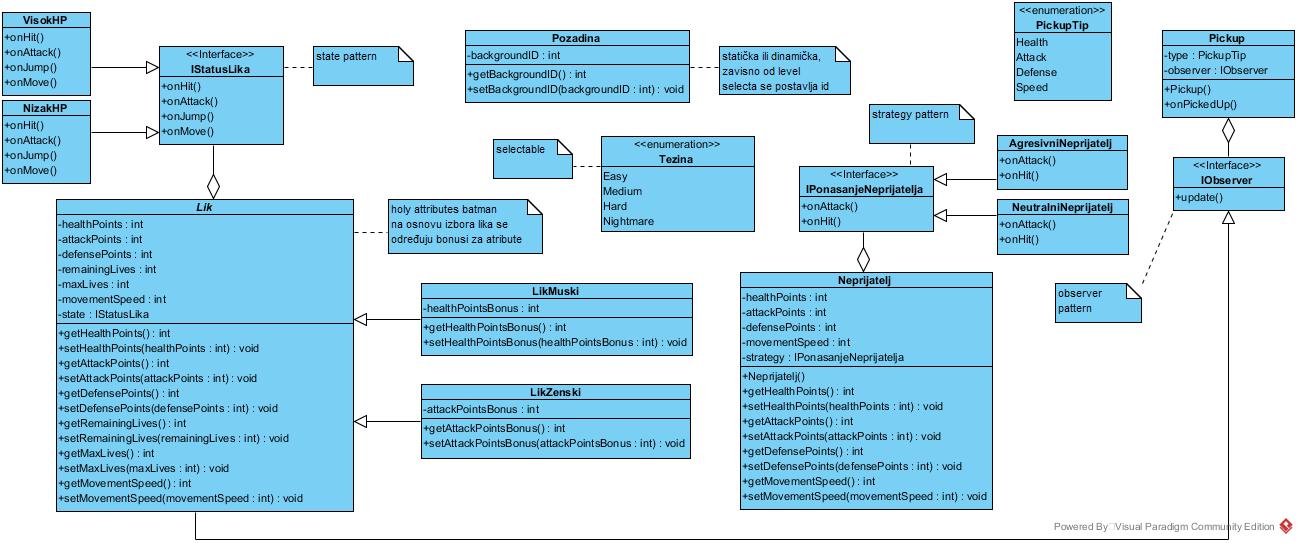 VisokHP
+onHit()
+onAttack()
+onJump()
+onMove()
NizakHP
+onHit()
+onAttack()
+onJump()
+onMove()
<<Interface>>
IStatusLika
+onHit()
+onAttack()
+onJump()
+onMove()
state pattern
Pozadina
-backgroundID : int
+getBackgroundID() : int
+setBackgroundID(backgroundID : int) : void
statička ili dinamička,
zavisno od level
selecta se postavlja id
<<enumeration>>
PickupTip
Health
Attack
Defense
Speed
Pickup
-type : PickupTip
-observer : IObserver
+Pickup()
+onPickedUp()
selectable
<<enumeration>>
Tezina
Easy
Medium
Hard
Nightmare
strategy pattern
<<Interface>>
IPonasanjeNeprijatelja
+onAttack()
+onHit()
AgresivniNeprijatelj
+onAttack()
+onHit()
NeutralniNeprijatelj
+onAttack()
+onHit()
<<Interface>>
IObserver
+update()
observer
pattern
Lik
-healthPoints : int
-attackPoints : int
-defensePoints : int
-remainingLives : int
-maxLives : int
-movementSpeed : int
-state : IStatusLika
+getHealthPoints() : int
+setHealthPoints(healthPoints : int) : void
+getAttackPoints() : int
+setAttackPoints(attackPoints : int) : void
+getDefensePoints() : int
+setDefensePoints(defensePoints : int) : void
+getRemainingLives() : int
+setRemainingLives(remainingLives : int) : void
+getMaxLives() : int
+setMaxLives(maxLives : int) : void
+getMovementSpeed() : int
+setMovementSpeed(movementSpeed : int) : void
holy attributes batman
na osnovu izbora lika se
određuju bonusi za atribute
LikMuski
-healthPointsBonus : int
+getHealthPointsBonus() : int
+setHealthPointsBonus(healthPointsBonus : int) : void
LikZenski
-attackPointsBonus : int
+getAttackPointsBonus() : int
+setAttackPointsBonus(attackPointsBonus : int) : void
Neprijatelj
-healthPoints : int
-attackPoints : int
-defensePoints : int
-movementSpeed : int
-strategy : IPonasanjeNeprijatelja
+Neprijatelj()
+getHealthPoints() : int
+setHealthPoints(healthPoints : int) : void
+getAttackPoints() : int
+setAttackPoints(attackPoints : int) : void
+getDefensePoints() : int
+setDefensePoints(defensePoints : int) : void
+getMovementSpeed() : int
+setMovementSpeed(movementSpeed : int) : void
Powered By Visual Paradigm Community Edition